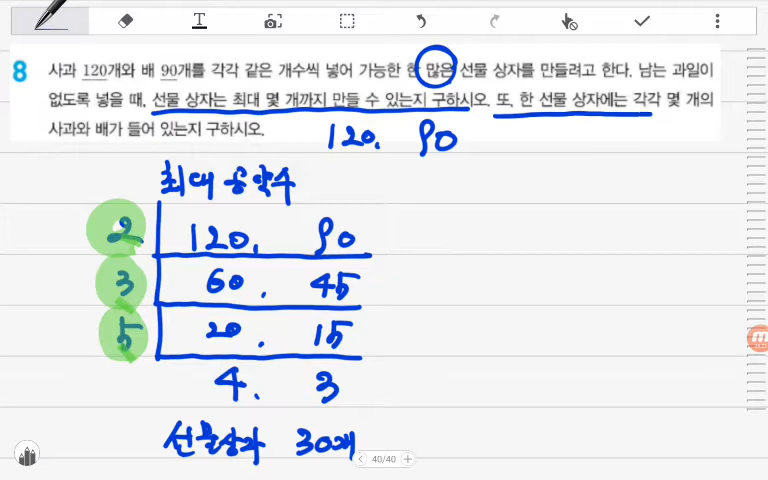 8 사과 120개와 배 90개를 각각 같은 개수씩 넣어 가능한 한 많은 선물 상자를 만들려고 한다. 남는 과일이
없도록 넣을 때, 선물 상자는 최대 몇 개까지 만들 수 있는지 구하시오. 또, 한 선물 상자에는 각각 몇 개의
사과와 배가 들어 있는지 구하시오.
120, 90
최대 공약수
2 120, 90
3 60, 45
5 20, 15
4, 3
선물상자 30개
40/40